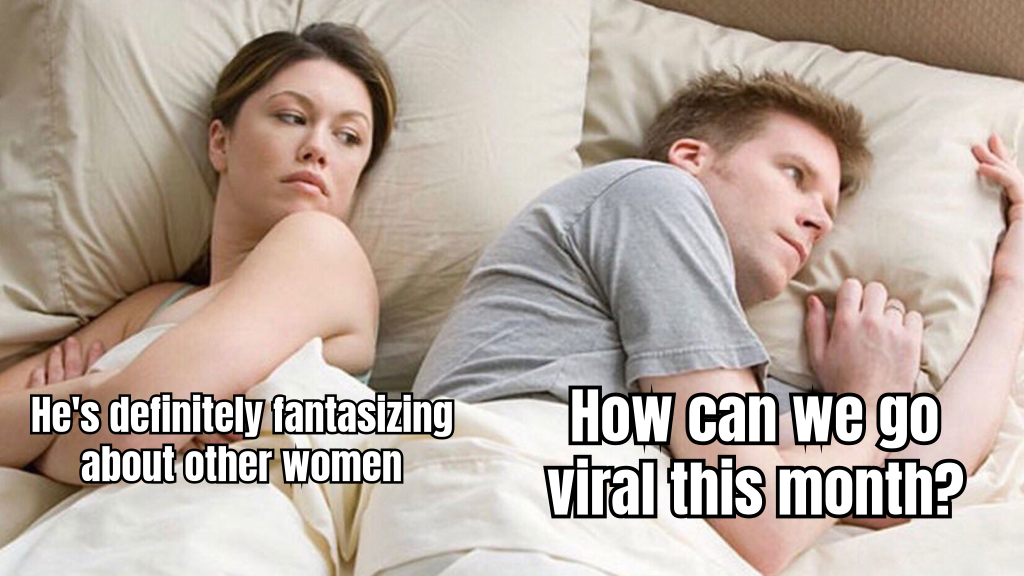 He's definitely fantasizing
about other women
How can we go
viral this month?